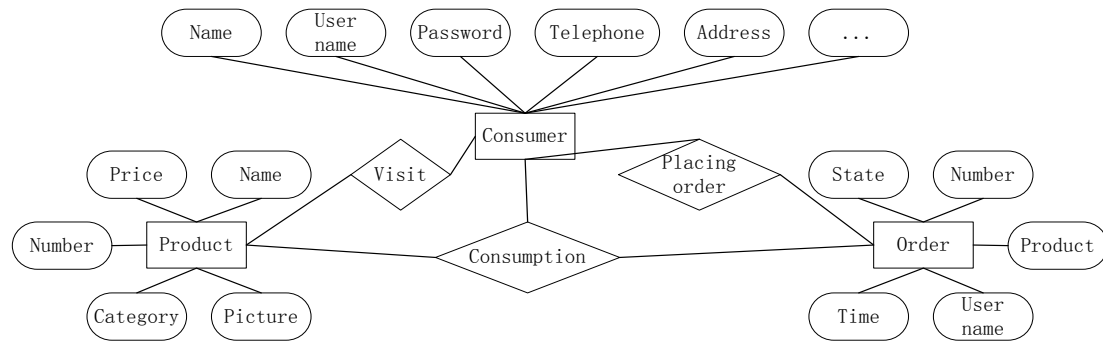 Name
User
name
Password
Telephone
Address
...
Consumer
Visit
Placing
order
Price
Name
State
Number
Number
Product
Consumption
Order
Product
Category
Picture
Time
User
name